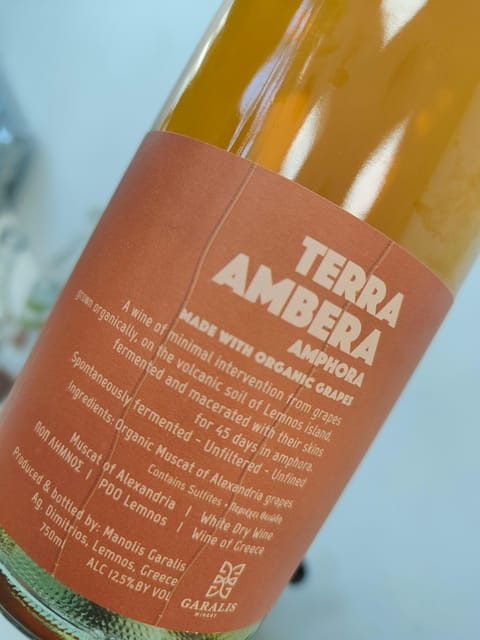 TERRA
AMBERA
AMPHORA
MADE WITH ORGANIC GRAPES
A wine of minimal intervention from grapes
grown organically, on the volcanic soil of Lemnos island,
fermented and macerated with their skins
for 45 days in amphora.
Spontaneously fermented - Unfiltered - Unfined
Ingredients: Organic Muscat of Alexandria grapes
Contains Sulfites - Περιέχει Θειώδη
Muscat of Alexandria | White Dry Wine
ΠΟΠ ΛΗΜΝΟΣ | PDO Lemnos | Wine of Greece
Produced & bottled by: Manolis Garalis
Ag. Dimitrios, Lemnos, Greece
750ml ALC 12,5% BY VOL
GARALIS
WINERY